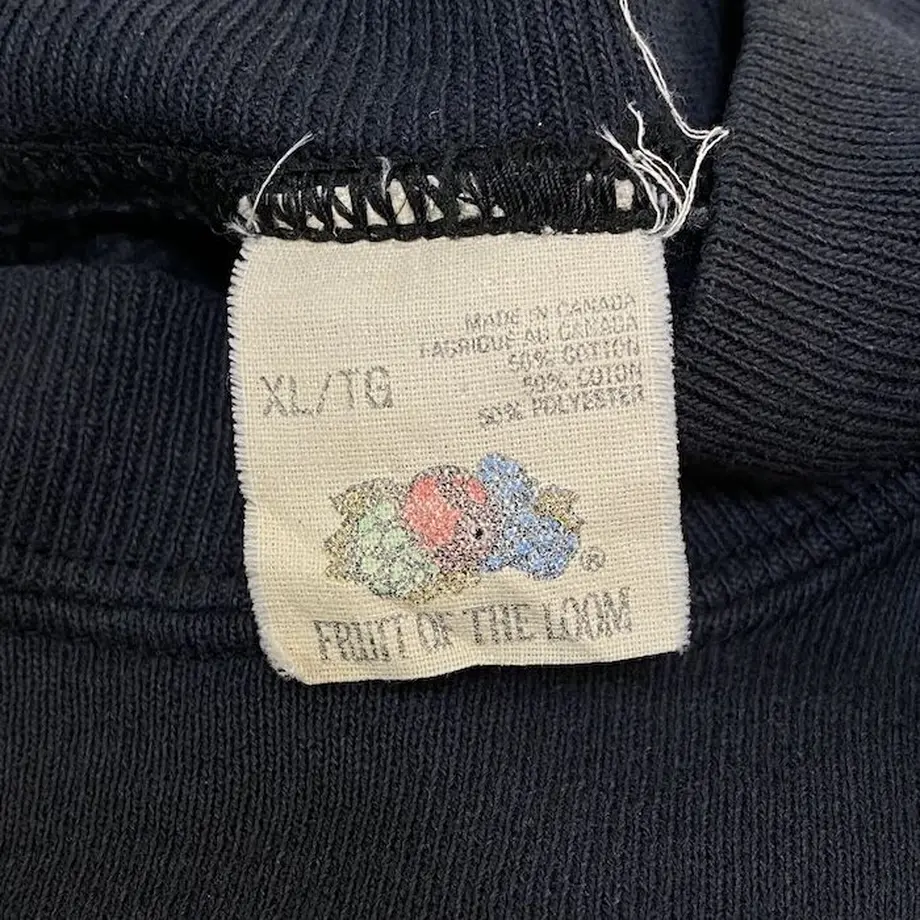 MADE IN CANADA
FABRIQUE AU CANADA
50% COTTON
50% COTON
50% POLYESTER
XL/TG
®
FRUIT OF THE LOOM